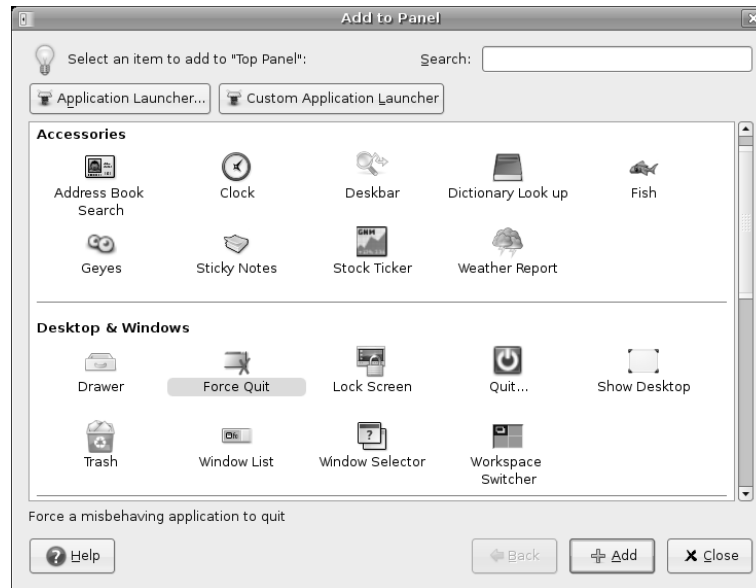 Add to Panel
Select an item to add to "Top Panel":
Search:
Application Launcher...
Custom Application Launcher
Accessories
Address Book Search
Clock
Deskbar
Dictionary Look up
Fish
Geyes
Sticky Notes
Stock Ticker
Weather Report
Desktop & Windows
Drawer
Force Quit
Lock Screen
Quit...
Show Desktop
Trash
Window List
Window Selector
Workspace Switcher
Force a misbehaving application to quit
Help
Back
Add
Close